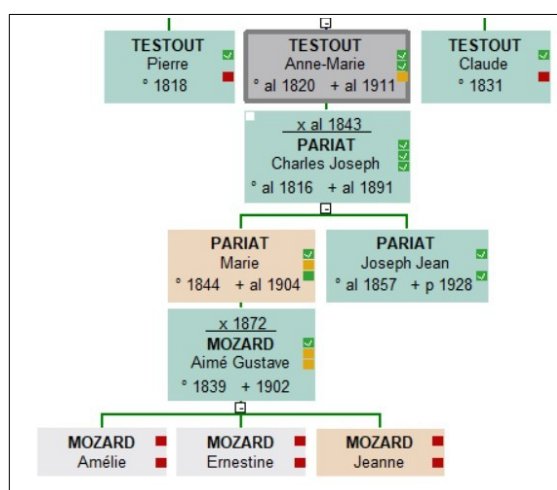 TESTOUT
Pierre
° 1818
TESTOUT
Anne-Marie
° al 1820 + al 1911
TESTOUT
Claude
° 1831
x al 1843
PARIAT
Charles Joseph
° al 1816 + al 1891
PARIAT
Marie
° 1844 + al 1904
PARIAT
Joseph Jean
° al 1857 + p 1928
x 1872
MOZARD
Aimé Gustave
° 1839 + 1902
MOZARD
Amélie
MOZARD
Ernestine
MOZARD
Jeanne